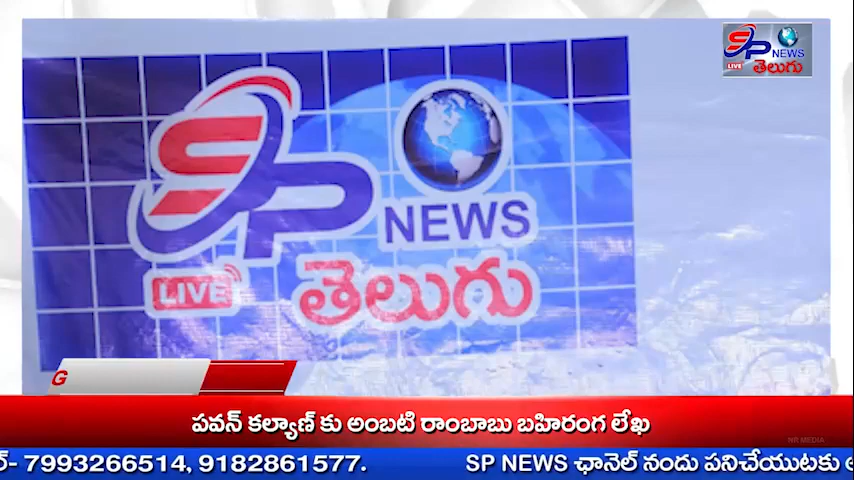 SP NEWS
LIVE తెలుగు
SP
NEWS
LIVE తెలుగు
G
పవన్ కల్యాణ్ కు అంబటి రాంబాబు బహిరంగ లేఖ
NR MEDIA
- 7993266514, 9182861577. SP NEWS ఛానెల్ నందు పనిచేయుటకు